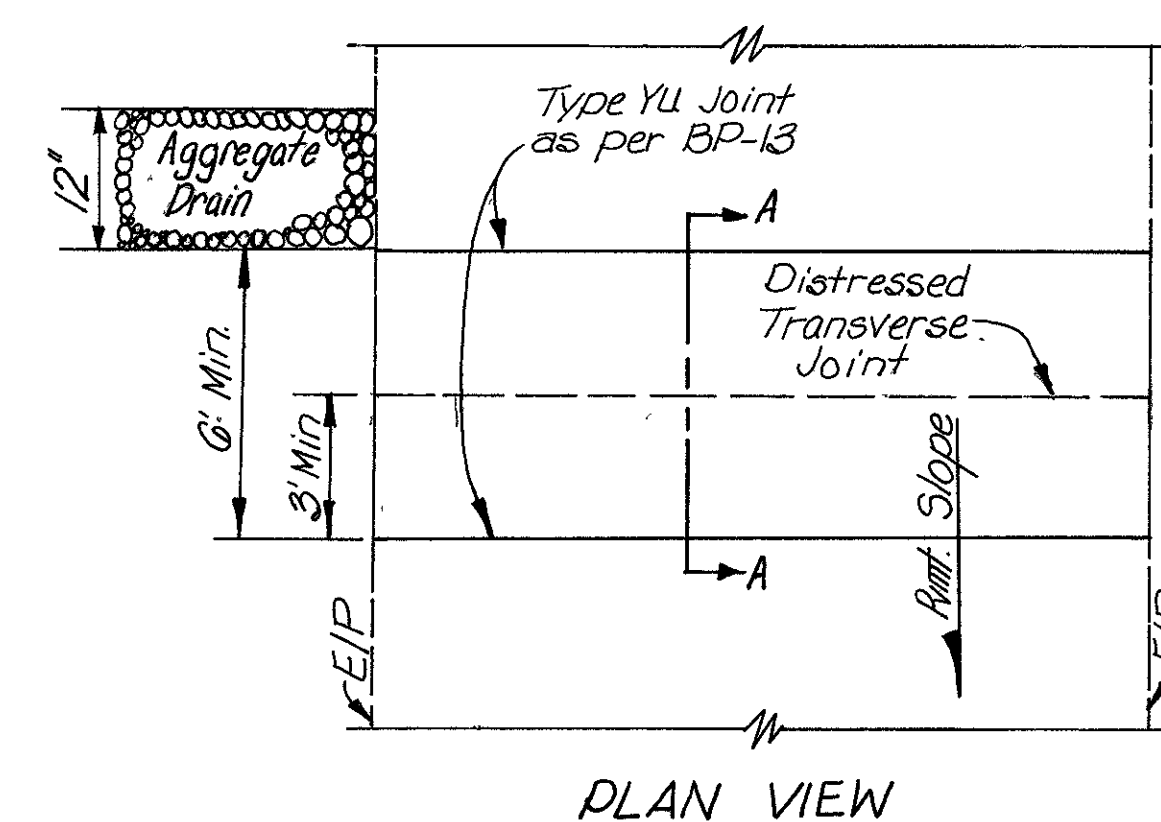 Type YU Joint
as per BP-13
Aggregate
Drain
12"
A
Distressed
Transverse
Joint
6' Min.
3' Min
Pvmt. Slope
A
E/P
E/P
PLAN VIEW